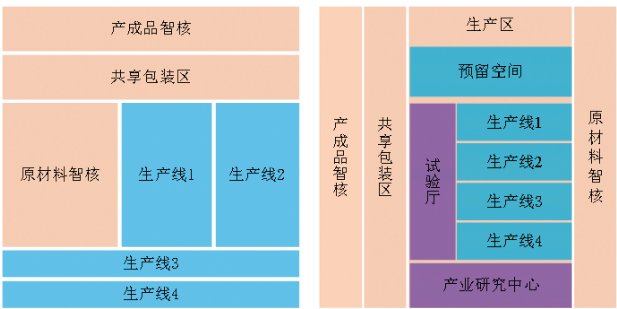 产成品智核
共享包装区
原材料智核
生产线1
生产线2
生产线3
生产线4
产成品智核
共享包装区
生产区
预留空间
试验厅
生产线1
生产线2
生产线3
生产线4
产业研究中心
原材料智核